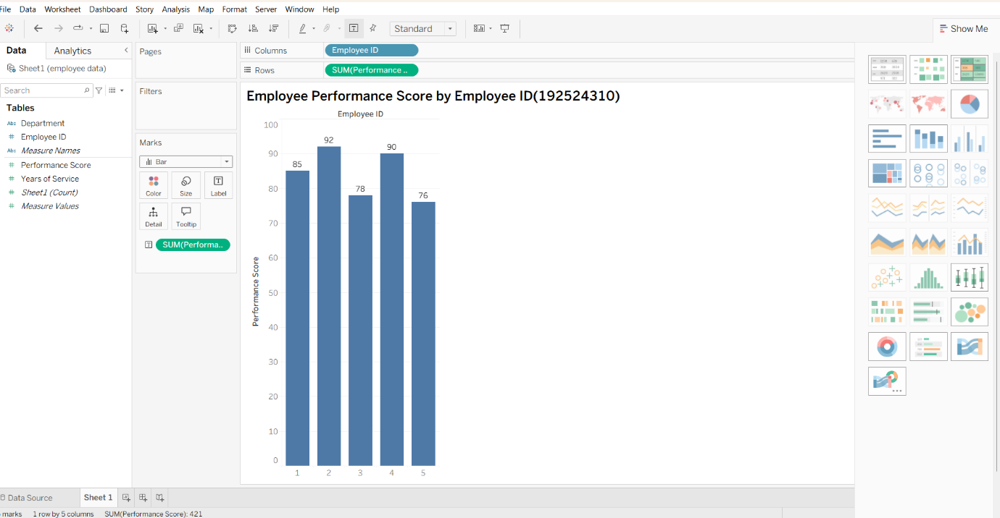 File Data Worksheet Dashboard Story Analysis Map Format Server Window Help
Standard
Show Me
Data Analytics
Sheet1 (employee data)
Search
Tables
Abc Department
# Employee ID
Abc Measure Names
# Performance Score
# Years of Service
# Sheet1 (Count)
# Measure Values
Pages
Filters
Marks
Bar
Color Size Label
Detail Tooltip
SUM(Performa..
Columns Employee ID
Rows SUM(Performance ..
Employee Performance Score by Employee ID(192524310)
Employee ID
100
90
80
70
60
50
40
30
20
10
0
Performance Score
85
92
78
90
76
1 2 3 4 5
Data Source Sheet 1
marks 1 row by 5 columns SUM(Performance Score): 421